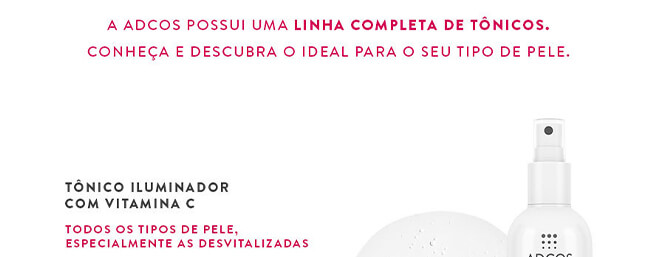 A ADCOS POSSUI UMA LINHA COMPLETA DE TÔNICOS.
CONHEÇA E DESCUBRA O IDEAL PARA O SEU TIPO DE PELE.
TÔNICO ILUMINADOR
COM VITAMINA C
TODOS OS TIPOS DE PELE,
ESPECIALMENTE AS DESVITALIZADAS
ADCOS